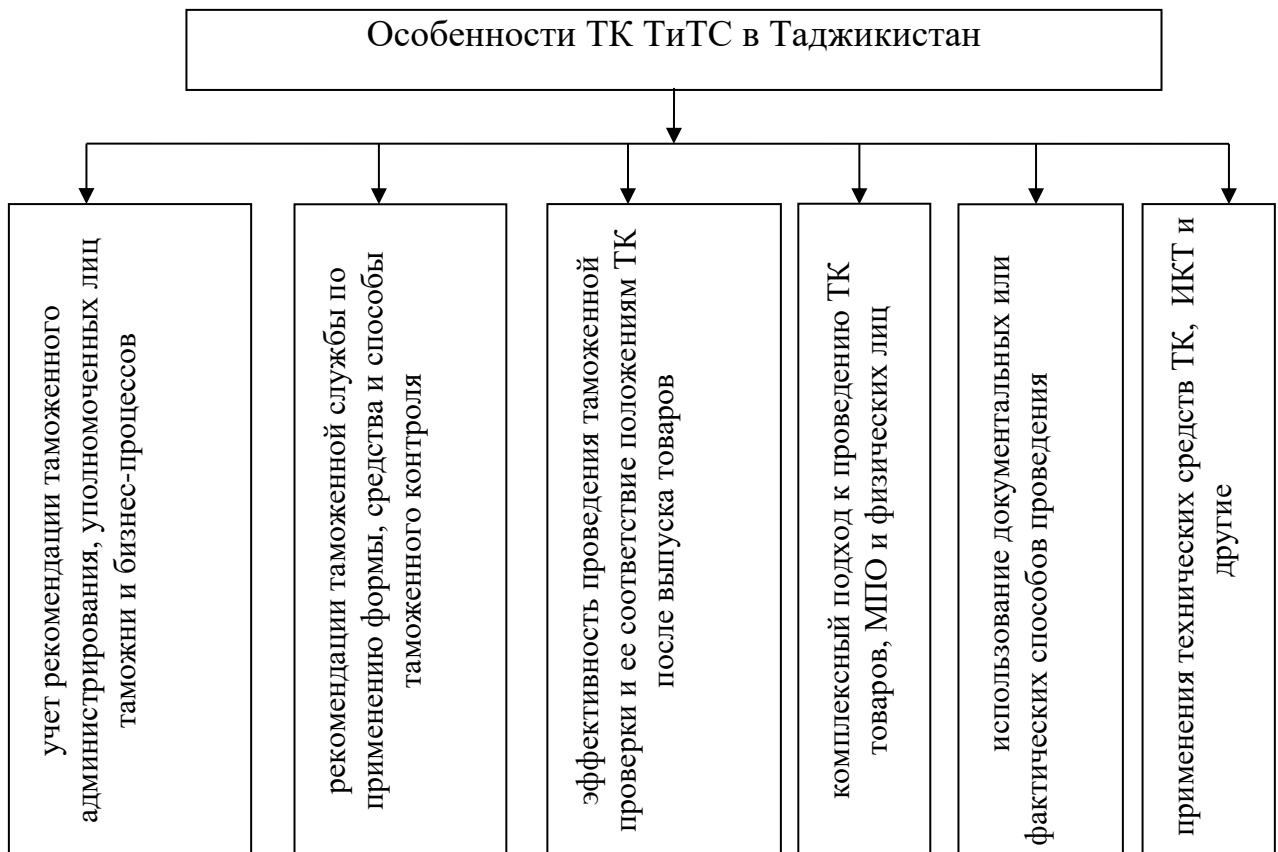 Особенности ТК ТиТС в Таджикистан
учет рекомендации таможенного
администрирования, уполномоченных лиц
таможни и бизнес-процессов
рекомендации таможенной службы по
применению формы, средства и способы
таможенного контроля
эффективность проведения таможенной
проверки и ее соответствие положениям ТК
после выпуска товаров
комплексный подход к проведению ТК
товаров, МПО и физических лиц
использование документальных или
фактических способов проведения
применения технических средств ТК, ИКТ и
другие